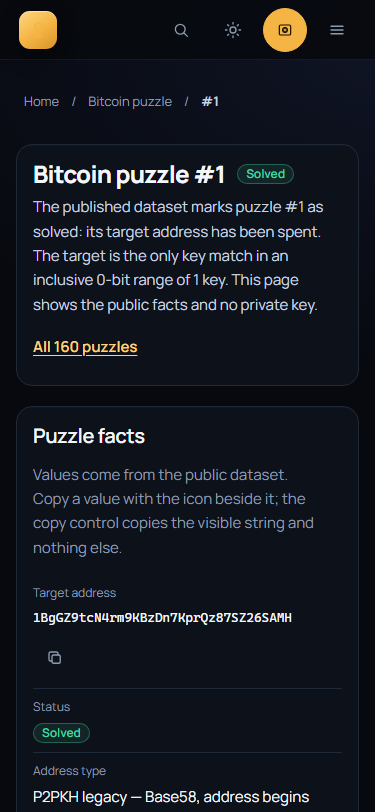 Home / Bitcoin puzzle / #1
Bitcoin puzzle #1 Solved
The published dataset marks puzzle #1 as
solved: its target address has been spent.
The target is the only key match in an
inclusive 0-bit range of 1 key. This page
shows the public facts and no private key.
All 160 puzzles
Puzzle facts
Values come from the public dataset.
Copy a value with the icon beside it; the
copy control copies the visible string and
nothing else.
Target address
1BgGZ9tcN4rm9KBzDn7KprQz87SZ26SAMH
Status
Solved
Address type
P2PKH legacy — Base58, address begins